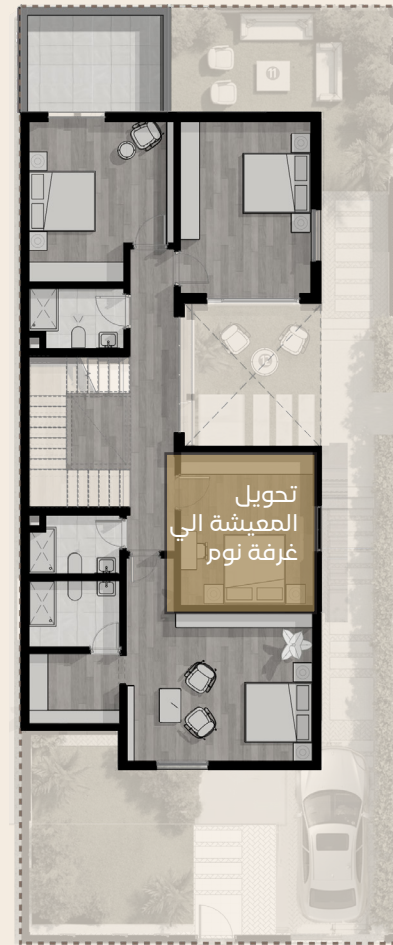 تحويل
المعيشة الي
غرفة نوم